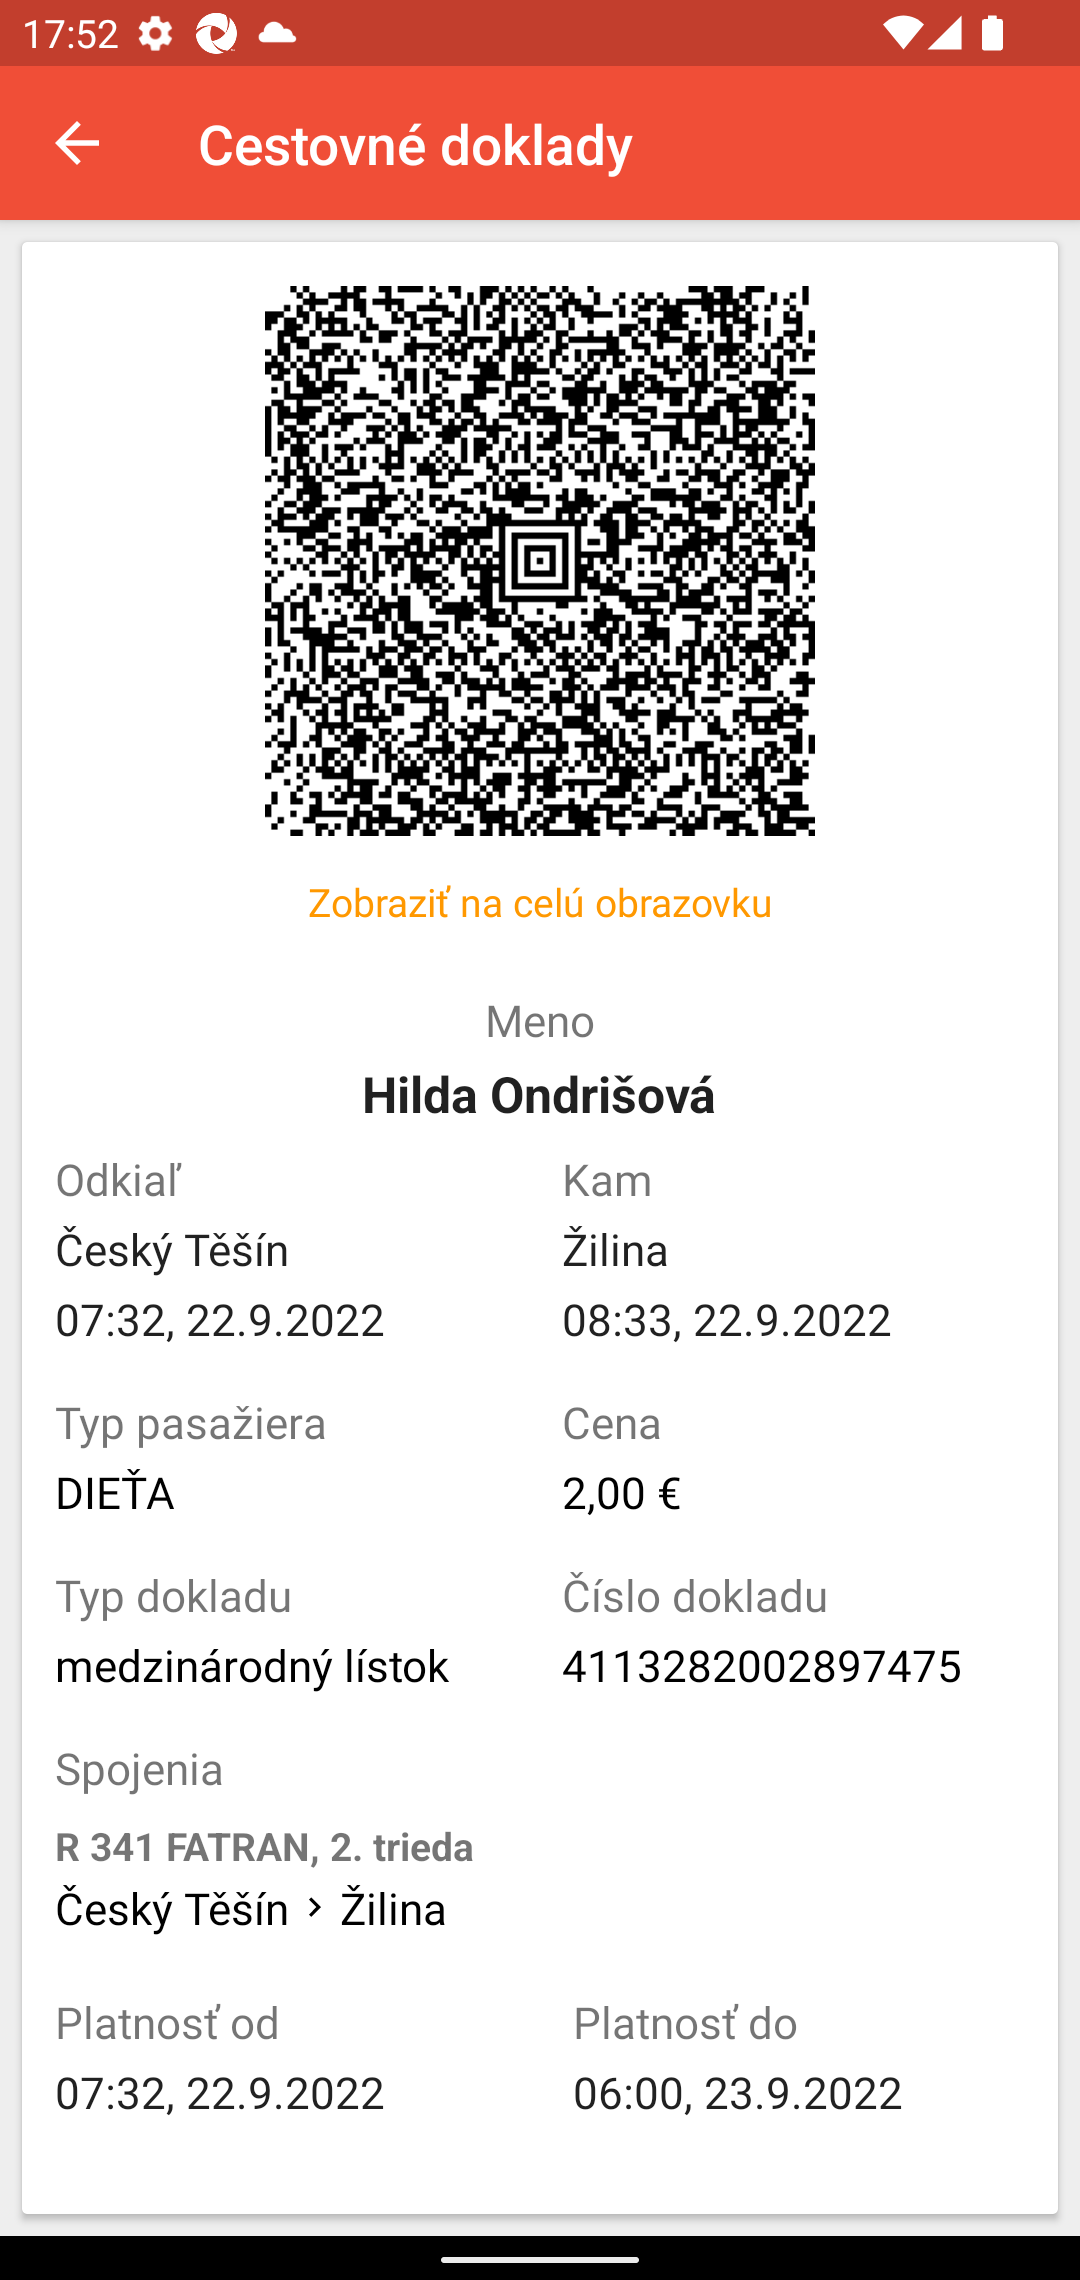 17:52
Cestovné doklady
Zobraziť na celú obrazovku
Meno
Hilda Ondrišová
Odkiaľ
Kam
Český Těšín
Žilina
07:32, 22.9.2022
08:33, 22.9.2022
Typ pasažiera
Cena
DIEŤA
2,00 €
Typ dokladu
Číslo dokladu
medzinárodný lístok
4113282002897475
Spojenia
R 341 FATRAN, 2. trieda
Český Těšín > Žilina
Platnosť od
Platnosť do
07:32, 22.9.2022
06:00, 23.9.2022